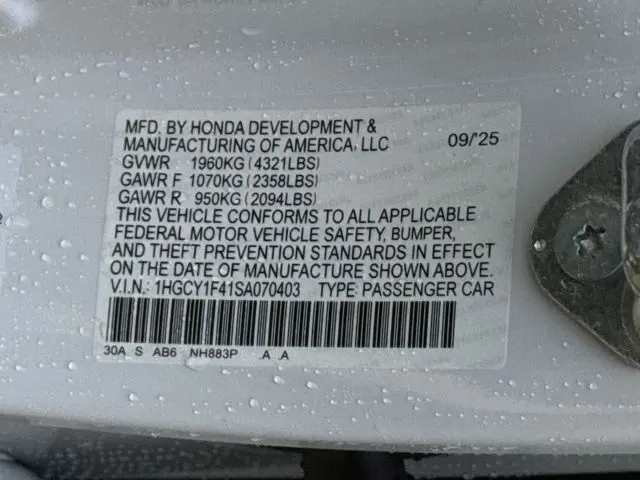 MFD. BY HONDA DEVELOPMENT &
MANUFACTURING OF AMERICA, LLC 09/'25
GVWR 1960KG (4321LBS)
GAWR F 1070KG (2358LBS)
GAWR R 950KG (2094LBS)
THIS VEHICLE CONFORMS TO ALL APPLICABLE
FEDERAL MOTOR VEHICLE SAFETY, BUMPER,
AND THEFT PREVENTION STANDARDS IN EFFECT
ON THE DATE OF MANUFACTURE SHOWN ABOVE.
V.I.N.: 1HGCY1F41SA070403 TYPE: PASSENGER CAR
30A S AB6 NH883P A A